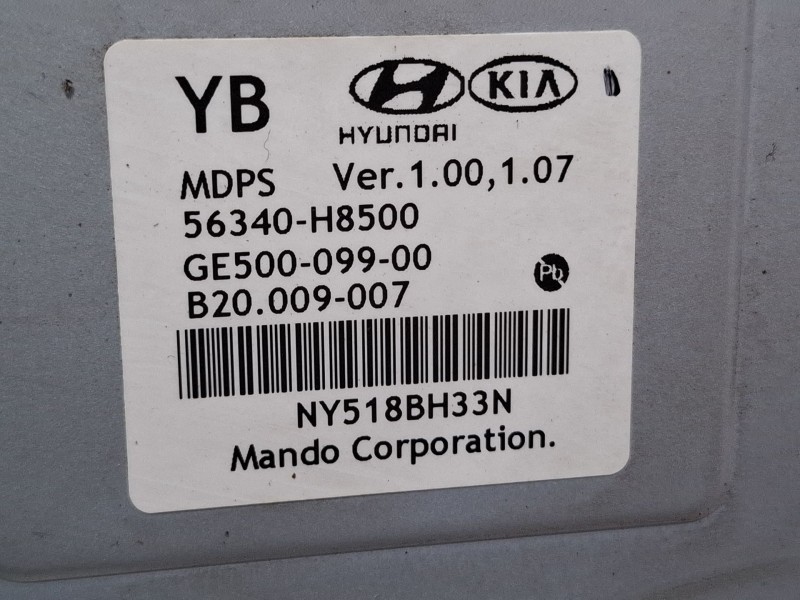 YB
HYUNDAI KIA
MDPS Ver.1.00,1.07
56340-H8500
GE500-099-00
Pb
B20.009-007
NY518BH33N
Mando Corporation.